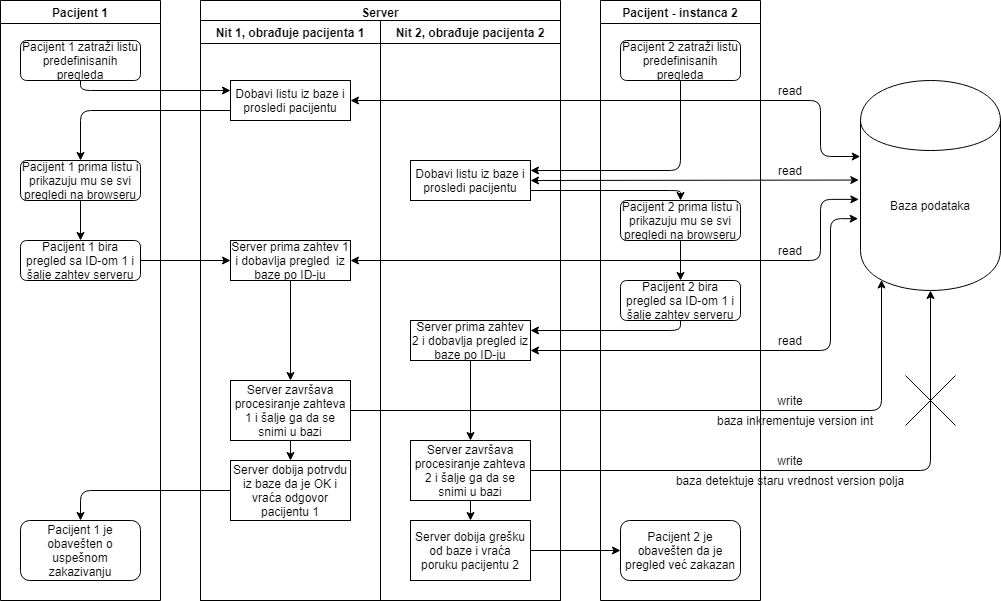 Pacijent 1
Server
Pacijent - instanca 2
Nit 1, obrađuje pacijenta 1
Nit 2, obrađuje pacijenta 2
Pacijent 1 zatraži listu
predefinisanih
pregleda
Pacijent 2 zatraži listu
predefinisanih
pregleda
Dobavi listu iz baze i
prosledi pacijentu
read
Pacijent 1 prima listu i
prikazuju mu se svi
pregledi na browseru
Dobavi listu iz baze i
prosledi pacijentu
read
Baza podataka
Pacijent 2 prima listu i
prikazuju mu se svi
pregledi na browseru
Pacijent 1 bira
pregled sa ID-om 1 i
šalje zahtev serveru
Server prima zahtev 1
i dobavlja pregled iz
baze po ID-ju
read
Pacijent 2 bira
pregled sa ID-om 1 i
šalje zahtev serveru
Server prima zahtev
2 i dobavlja pregled iz
baze po ID-ju
read
Server završava
procesiranje zahteva
1 i šalje ga da se
snimi u bazi
write
baza inkrementuje version int
Server završava
procesiranje zahteva
2 i šalje ga da se
snimi u bazi
write
baza detektuje staru vrednost version polja
Server dobija potrvdu
iz baze da je OK i
vraća odgovor
pacijentu 1
Pacijent 1 je
obavešten o
uspešnom
zakazivanju
Server dobija grešku
od baze i vraća
poruku pacijentu 2
Pacijent 2 je
obavešten da je
pregled već zakazan